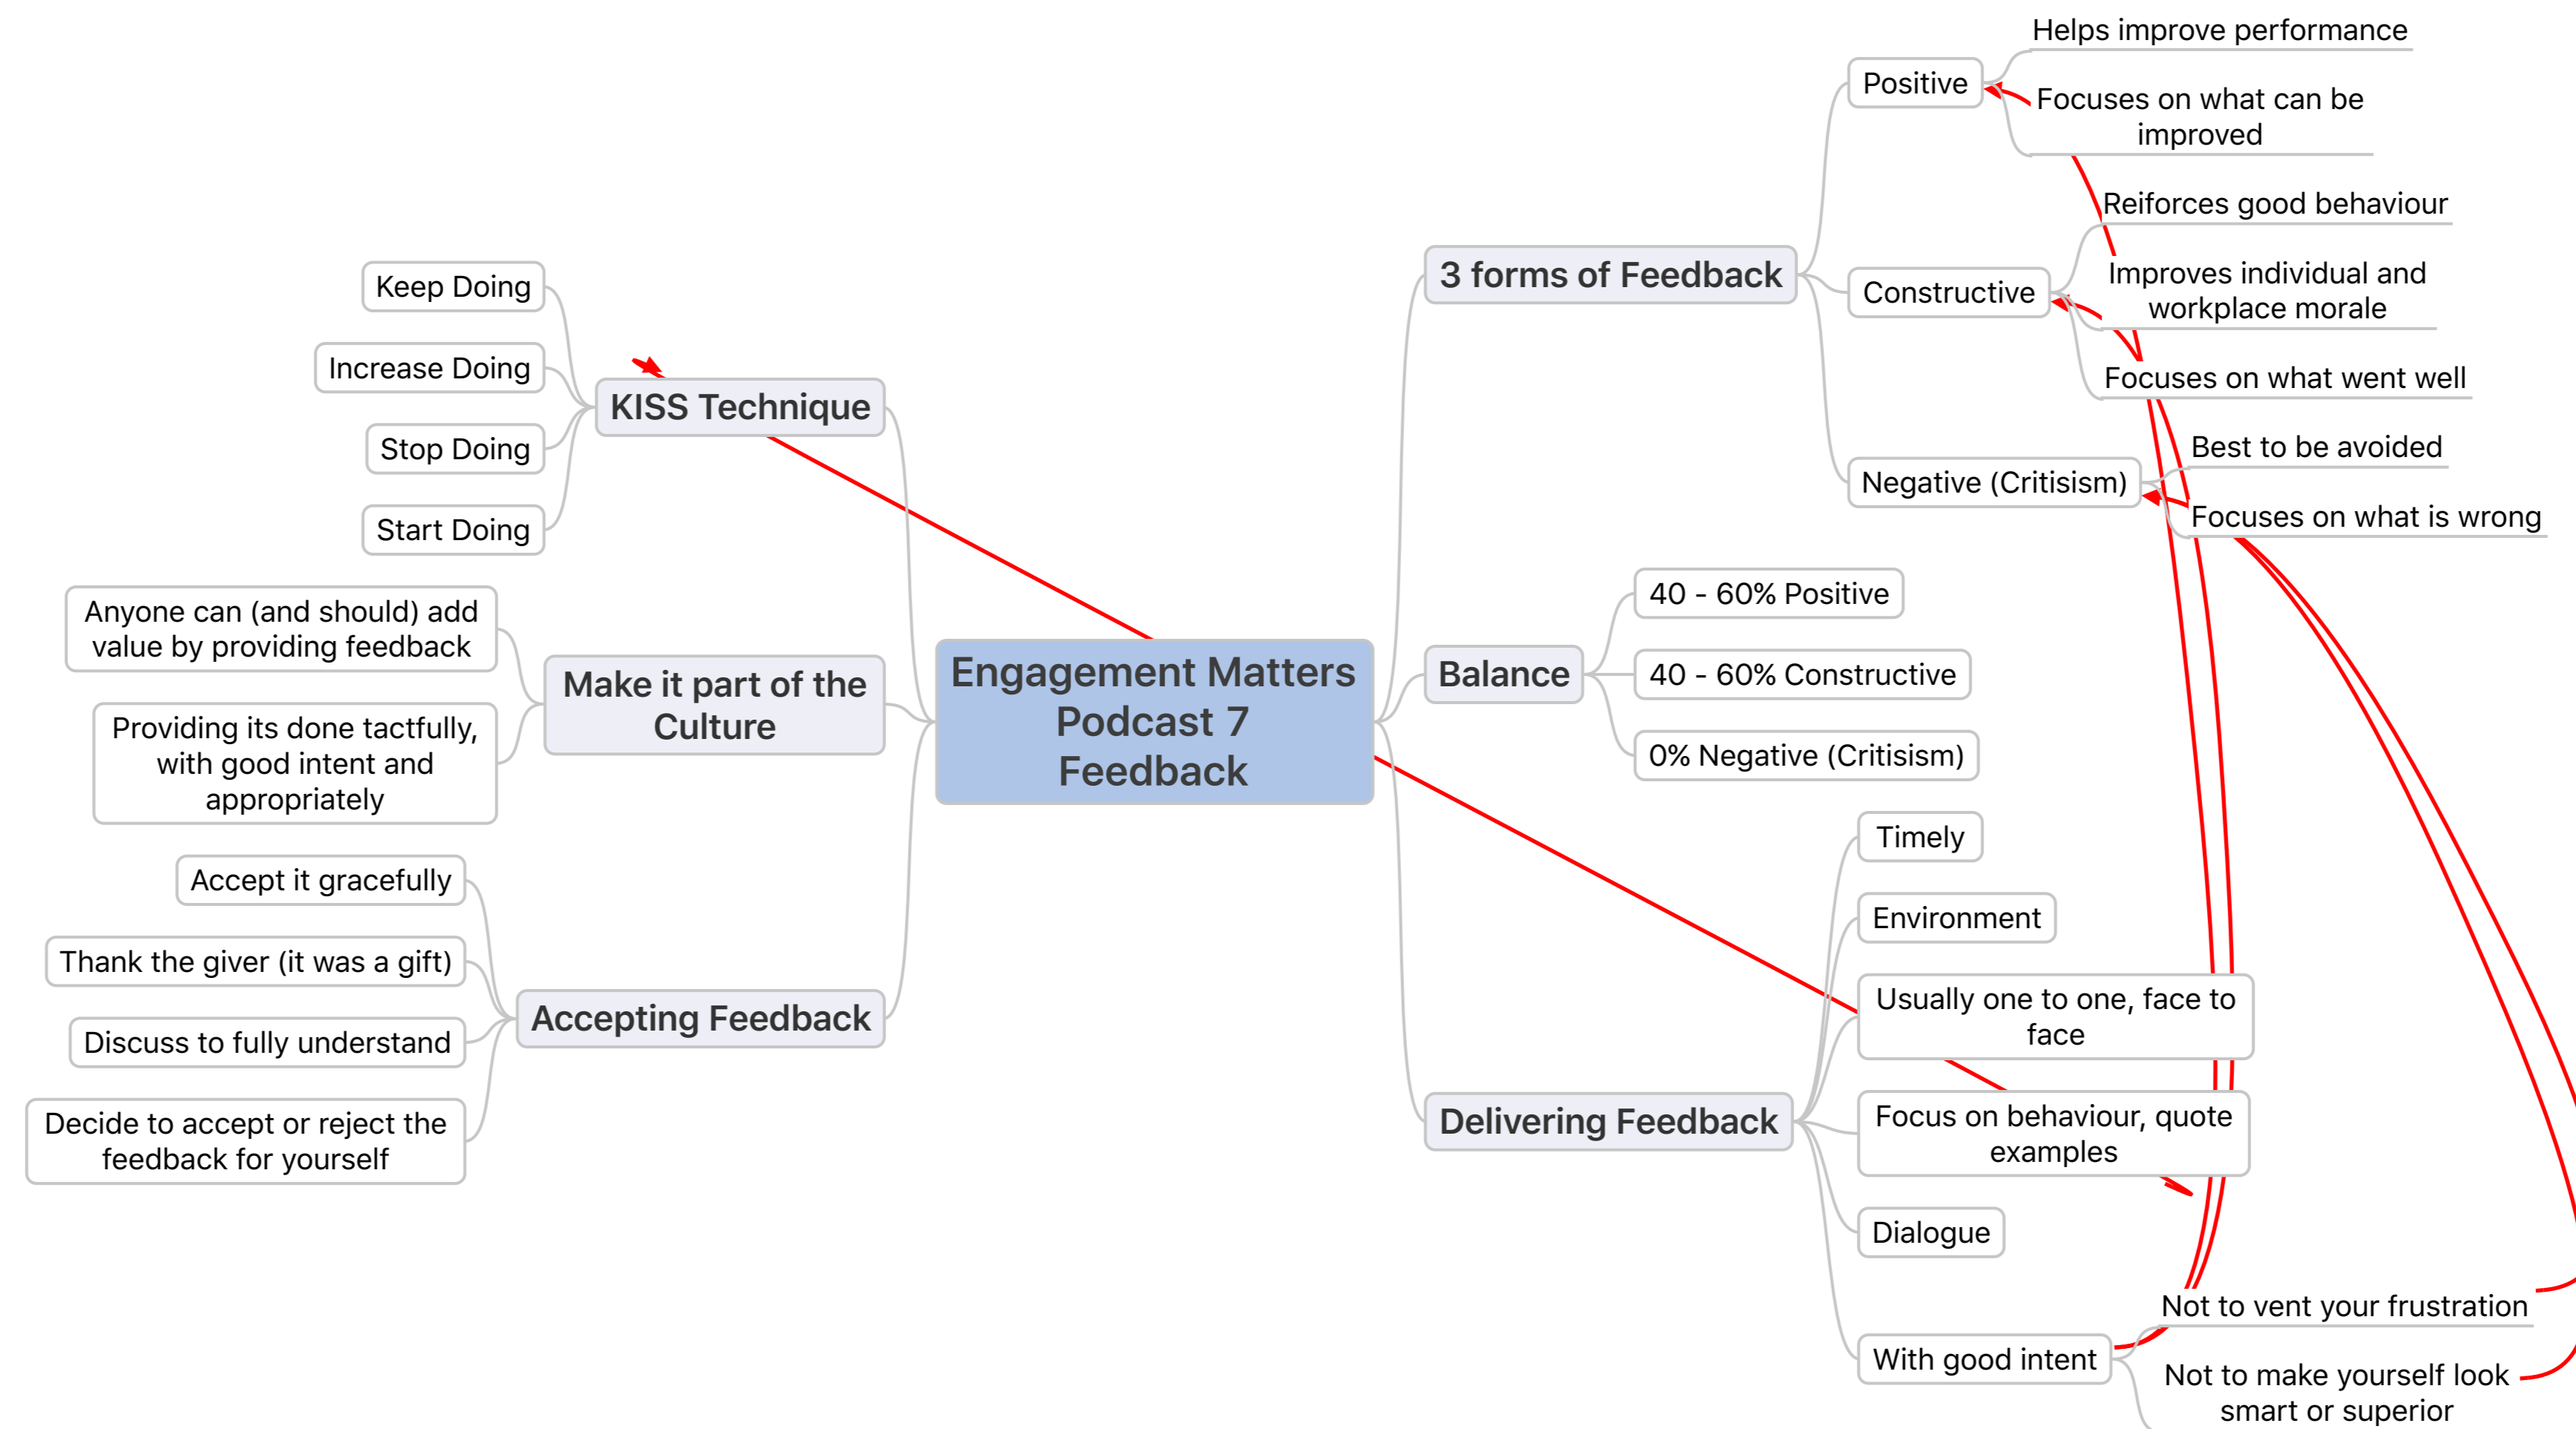 Engagement Matters
Podcast 7
Feedback
3 forms of Feedback
Positive
Helps improve performance
Focuses on what can be
improved
Constructive
Reiforces good behaviour
Improves individual and
workplace morale
Focuses on what went well
Negative (Critisism)
Best to be avoided
Focuses on what is wrong
Balance
40 - 60% Positive
40 - 60% Constructive
0% Negative (Critisism)
Delivering Feedback
Timely
Environment
Usually one to one, face to
face
Focus on behaviour, quote
examples
Dialogue
With good intent
Not to vent your frustration
Not to make yourself look
smart or superior
KISS Technique
Keep Doing
Increase Doing
Stop Doing
Start Doing
Make it part of the
Culture
Anyone can (and should) add
value by providing feedback
Providing its done tactfully,
with good intent and
appropriately
Accepting Feedback
Accept it gracefully
Thank the giver (it was a gift)
Discuss to fully understand
Decide to accept or reject the
feedback for yourself